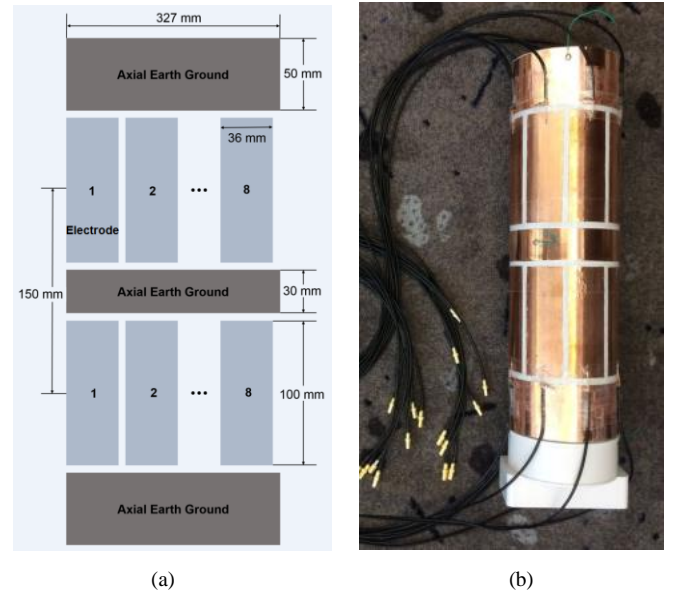 327 mm
Axial Earth Ground
50 mm
36 mm
1 2 ••• 8
Electrode
150 mm
Axial Earth Ground
30 mm
1 2 ••• 8
100 mm
Axial Earth Ground
(a) (b)